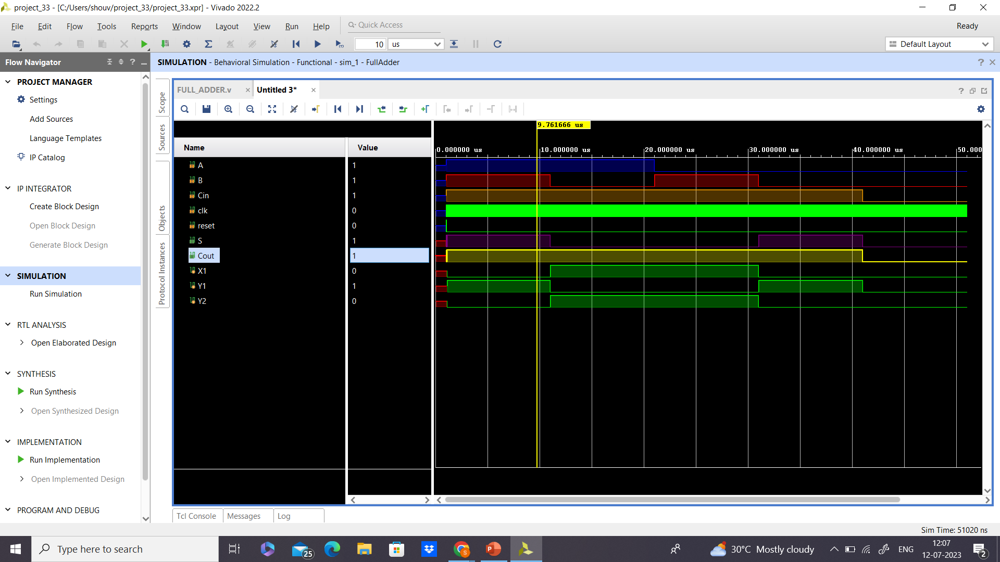 project_33 - [C:/Users/shouv/project_33/project_33.xpr] - Vivado 2022.2
File Edit Flow Tools Reports Window Layout View Run Help Quick Access Ready
10 us Default Layout
Flow Navigator
SIMULATION - Behavioral Simulation - Functional - sim_1 - FullAdder
PROJECT MANAGER
Settings
Add Sources
Language Templates
IP Catalog
IP INTEGRATOR
Create Block Design
Open Block Design
Generate Block Design
SIMULATION
Run Simulation
RTL ANALYSIS
Open Elaborated Design
SYNTHESIS
Run Synthesis
Open Synthesized Design
IMPLEMENTATION
Run Implementation
Open Implemented Design
PROGRAM AND DEBUG
Scope
Sources
Objects
Protocol Instances
FULL_ADDER.v Untitled 3*
9.761666 us
Name Value
0.000000 us 10.000000 us 20.000000 us 30.000000 us 40.000000 us 50.000
A 1
B 1
Cin 1
clk 0
reset 0
S 1
Cout 1
X1 0
Y1 1
Y2 0
Tcl Console Messages Log
Sim Time: 51020 ns
Type here to search
25
30°C Mostly cloudy
ENG
12:07
12-07-2023
2